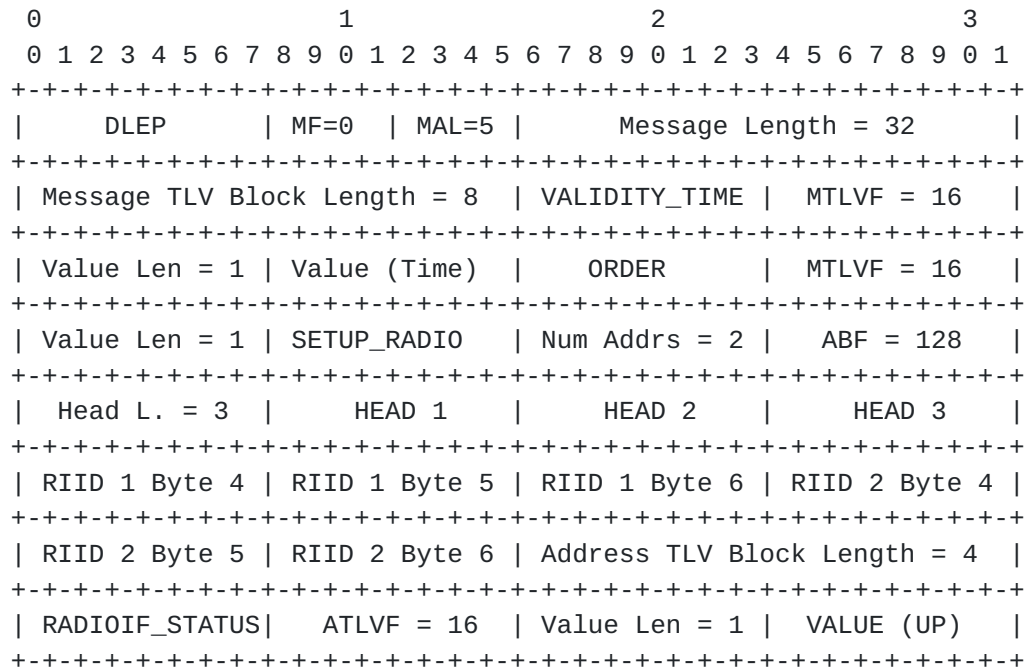 0                   1                   2                   3
 0 1 2 3 4 5 6 7 8 9 0 1 2 3 4 5 6 7 8 9 0 1 2 3 4 5 6 7 8 9 0 1
+-+-+-+-+-+-+-+-+-+-+-+-+-+-+-+-+-+-+-+-+-+-+-+-+-+-+-+-+-+-+-+-+
|      DLEP       | MF=0  | MAL=5 |      Message Length = 32      |
+-+-+-+-+-+-+-+-+-+-+-+-+-+-+-+-+-+-+-+-+-+-+-+-+-+-+-+-+-+-+-+-+
| Message TLV Block Length = 8  | VALIDITY_TIME |  MTLVF = 16   |
+-+-+-+-+-+-+-+-+-+-+-+-+-+-+-+-+-+-+-+-+-+-+-+-+-+-+-+-+-+-+-+-+
| Value Len = 1 | Value (Time)  |    ORDER      |  MTLVF = 16   |
+-+-+-+-+-+-+-+-+-+-+-+-+-+-+-+-+-+-+-+-+-+-+-+-+-+-+-+-+-+-+-+-+
| Value Len = 1 | SETUP_RADIO   | Num Addrs = 2 |   ABF = 128   |
+-+-+-+-+-+-+-+-+-+-+-+-+-+-+-+-+-+-+-+-+-+-+-+-+-+-+-+-+-+-+-+-+
|  Head L. = 3  |     HEAD 1    |     HEAD 2    |     HEAD 3    |
+-+-+-+-+-+-+-+-+-+-+-+-+-+-+-+-+-+-+-+-+-+-+-+-+-+-+-+-+-+-+-+-+
| RIID 1 Byte 4 | RIID 1 Byte 5 | RIID 1 Byte 6 | RIID 2 Byte 4 |
+-+-+-+-+-+-+-+-+-+-+-+-+-+-+-+-+-+-+-+-+-+-+-+-+-+-+-+-+-+-+-+-+
| RIID 2 Byte 5 | RIID 2 Byte 6 | Address TLV Block Length = 4  |
+-+-+-+-+-+-+-+-+-+-+-+-+-+-+-+-+-+-+-+-+-+-+-+-+-+-+-+-+-+-+-+-+
| RADIOIF_STATUS|   ATLVF = 16  | Value Len = 1 |  VALUE (UP)   |
+-+-+-+-+-+-+-+-+-+-+-+-+-+-+-+-+-+-+-+-+-+-+-+-+-+-+-+-+-+-+-+-+